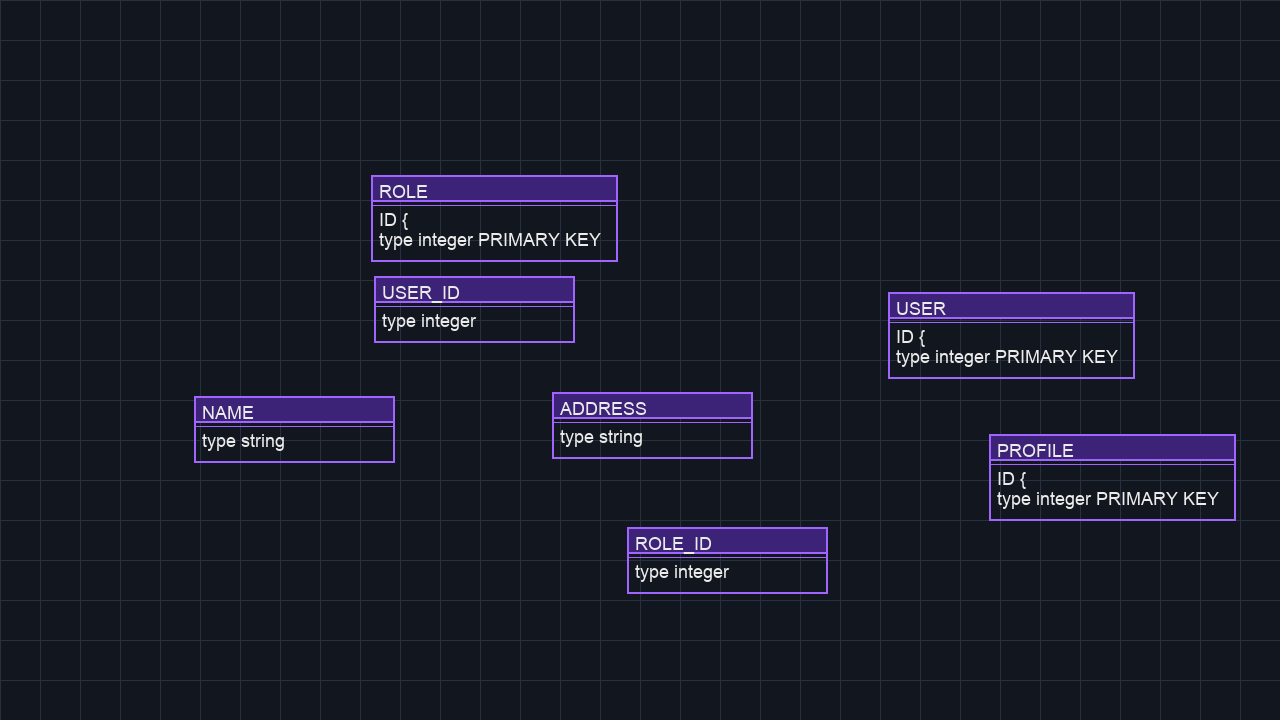 ROLE
ID {
type integer PRIMARY KEY
USER_ID
type integer
USER
ID {
type integer PRIMARY KEY
NAME
type string
ADDRESS
type string
PROFILE
ID {
type integer PRIMARY KEY
ROLE_ID
type integer